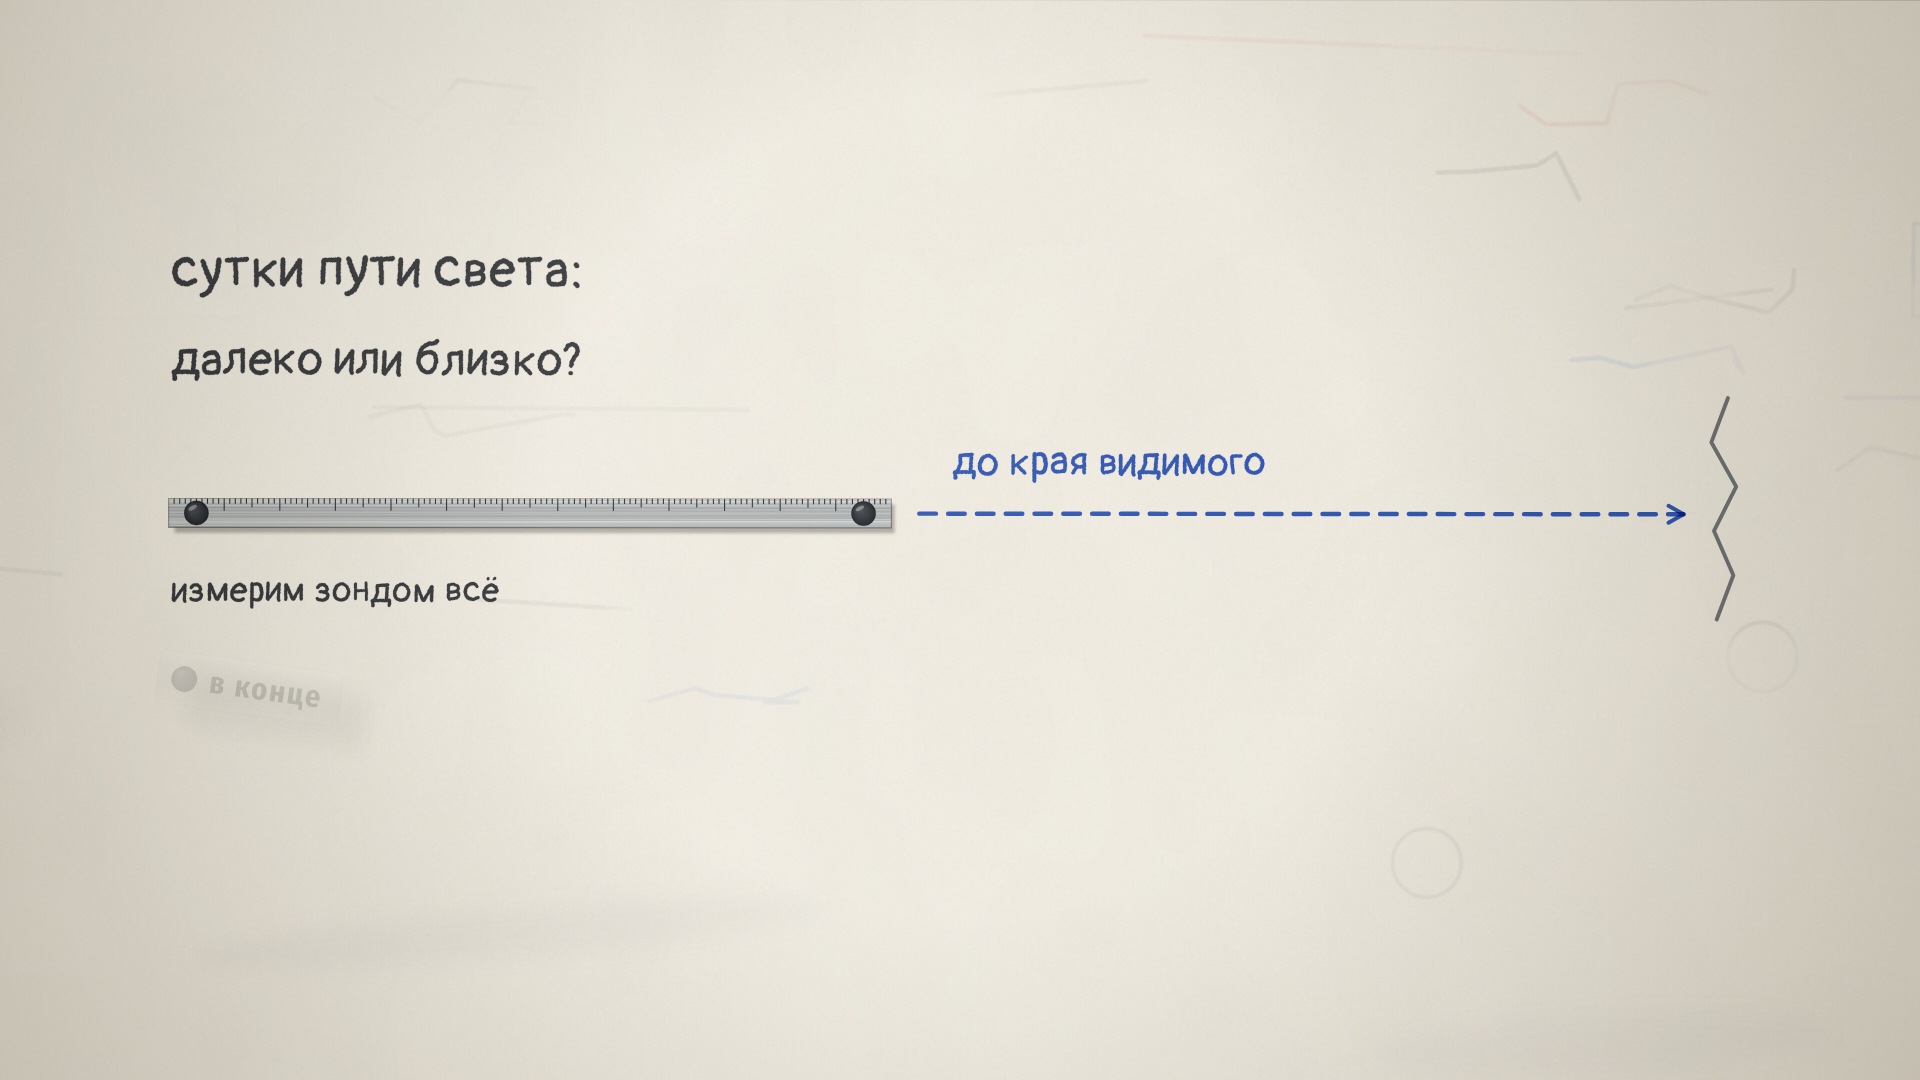 сутки пути света:
далеко или близко?
до края видимого
измерим зондом всё
в конце